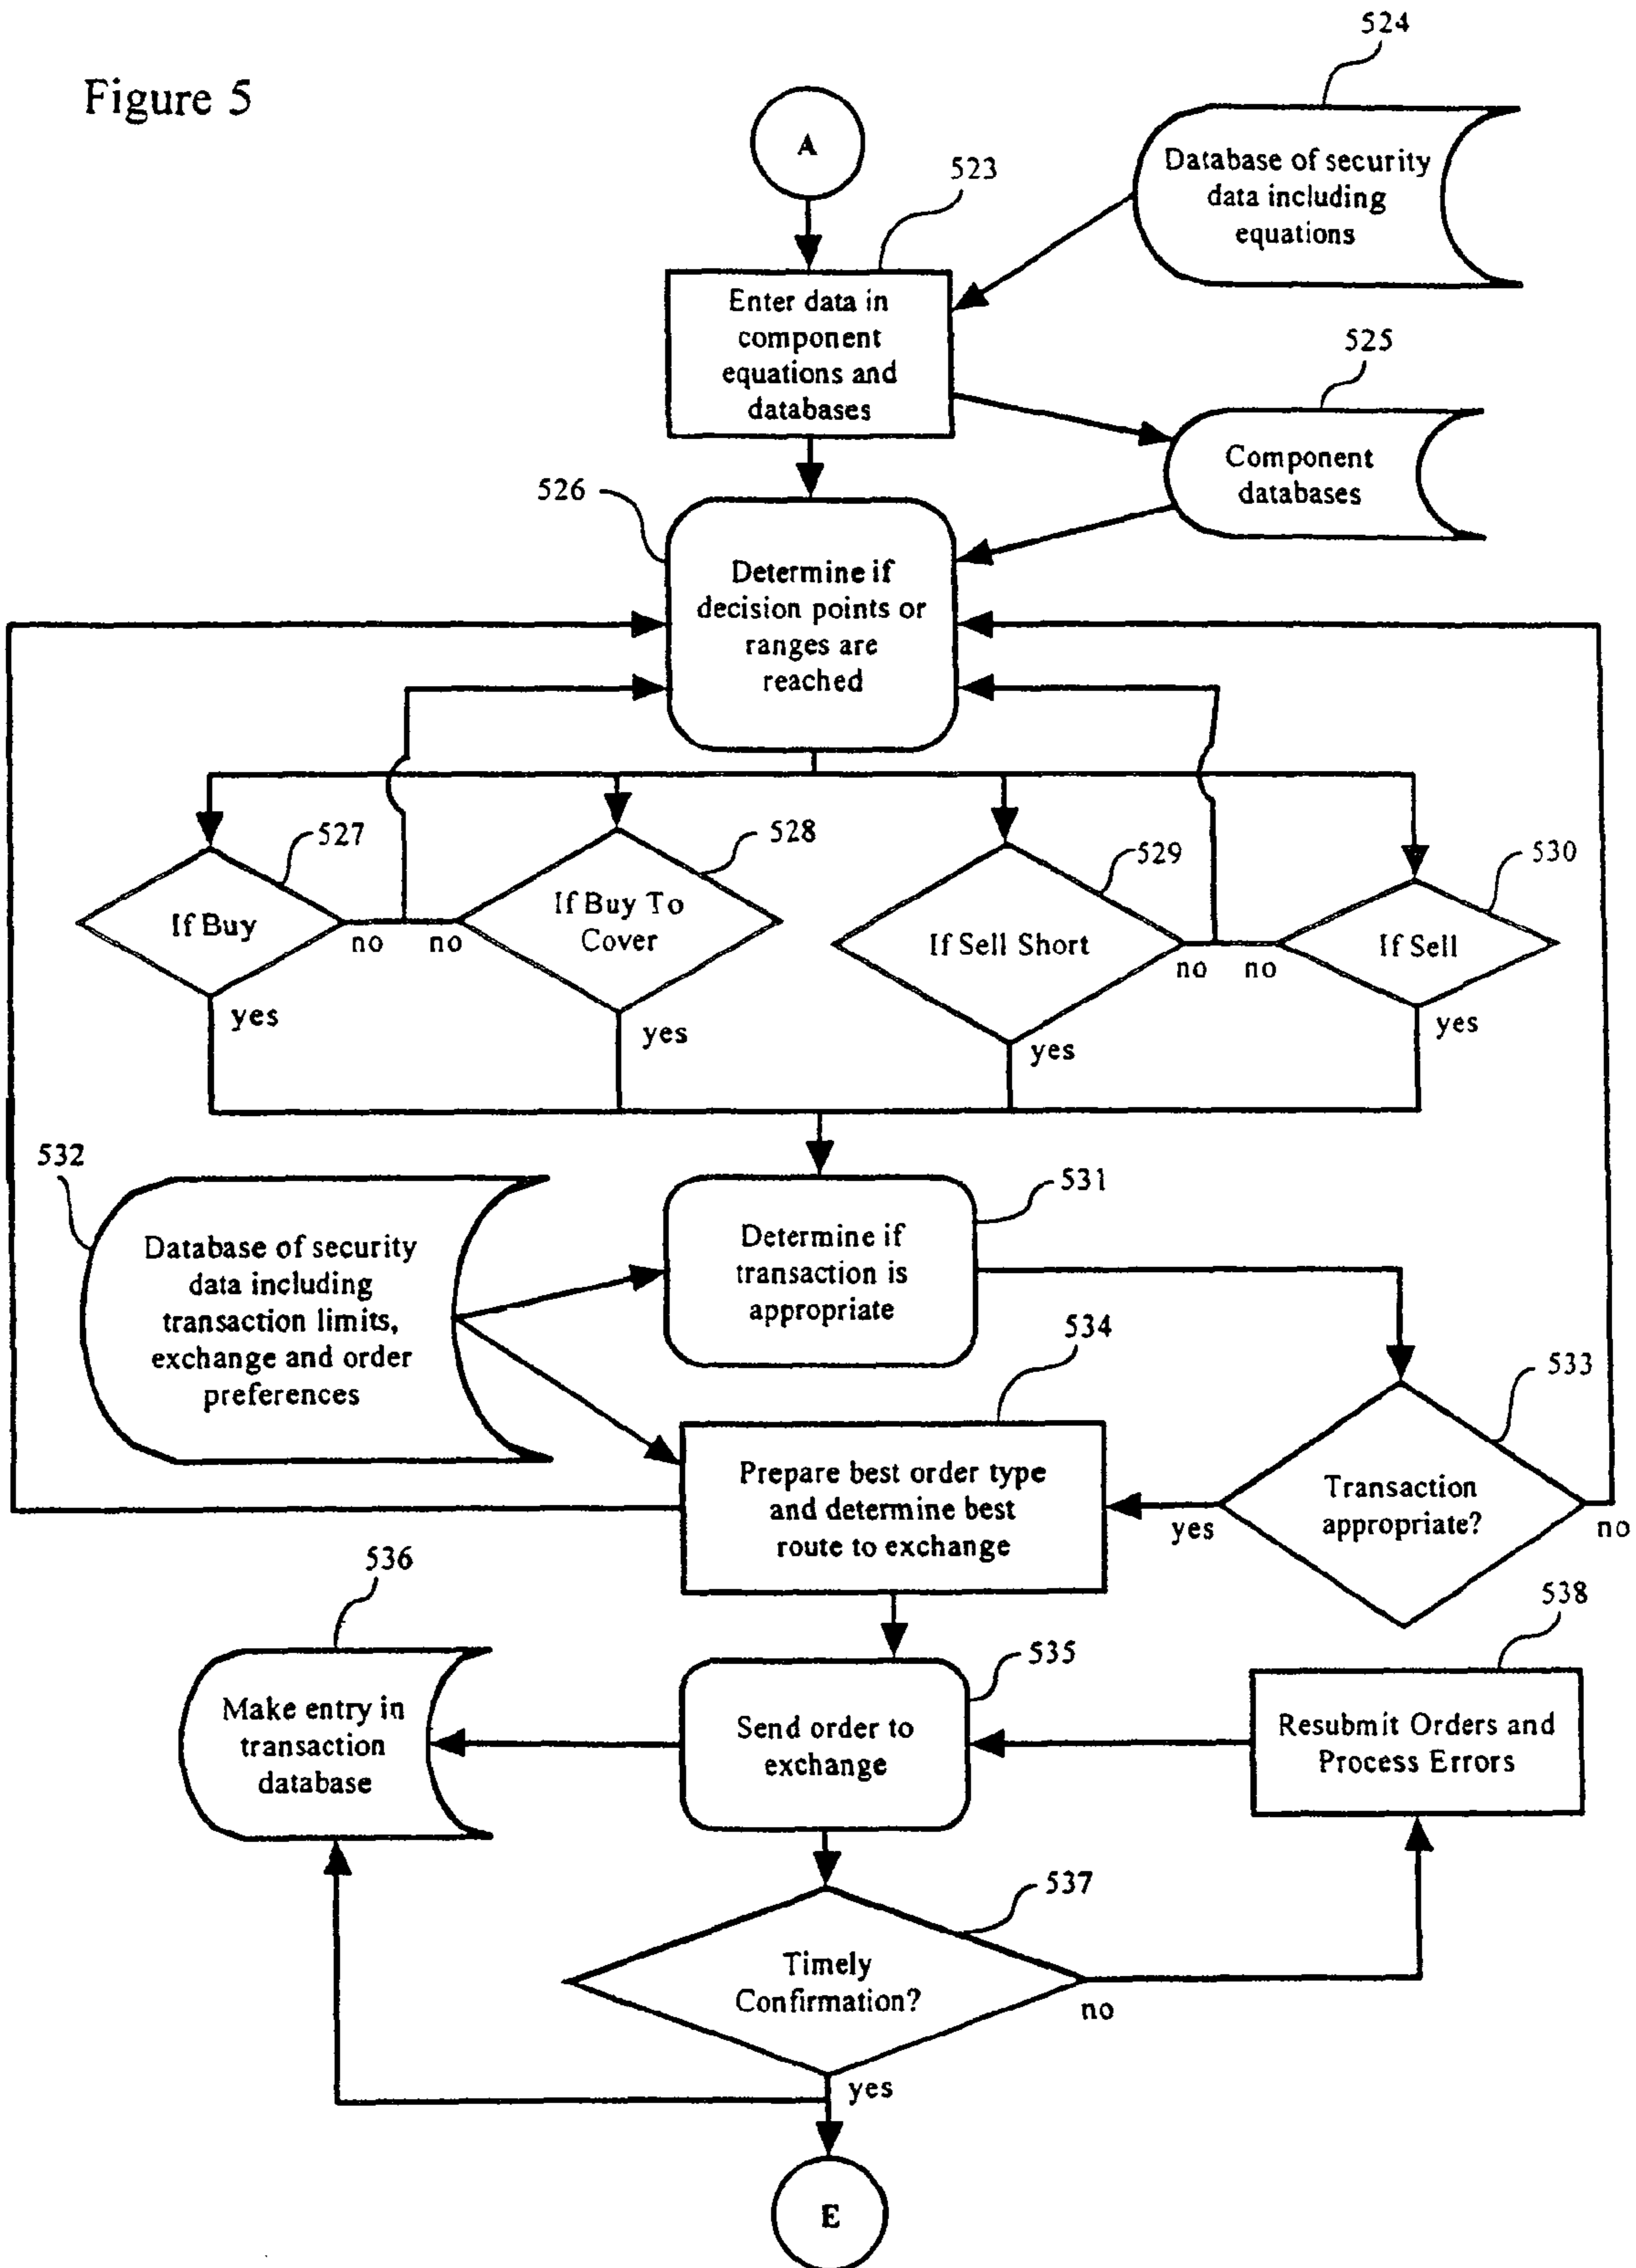 Figure 5
524
A
523
Database of security
data including
equations
Enter data in
component
equations and
databases
525
Component
databases
526
Determine if
decision points or
ranges are
reached
527
528
529
530
If Buy
no
no
If Buy To
Cover
If Sell Short
no
no
If Sell
yes
yes
yes
yes
532
531
Database of security
data including
transaction limits,
exchange and order
preferences
Determine if
transaction is
appropriate
534
533
Prepare best order type
and determine best
route to exchange
yes
Transaction
appropriate?
no
536
538
535
Make entry in
transaction
database
Send order to
exchange
Resubmit Orders and
Process Errors
537
Timely
Confirmation?
no
yes
E